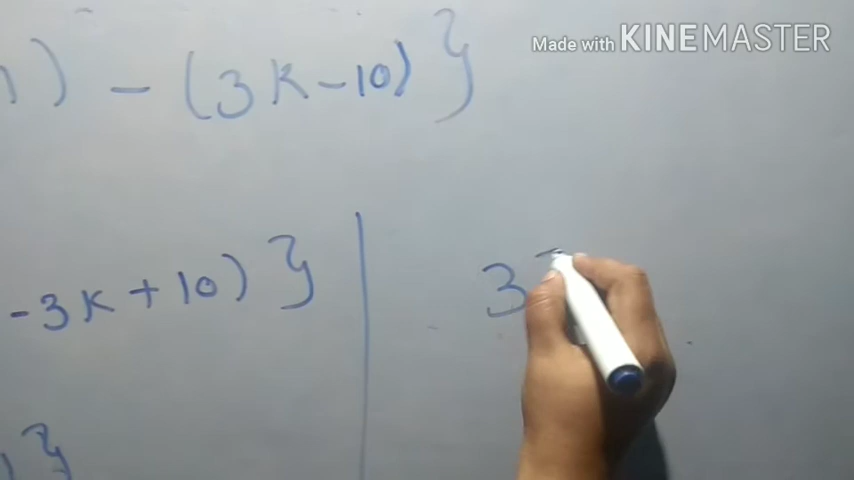 Made with KINEMASTER
) - (3k-10)}
-3k+10)}
3
}